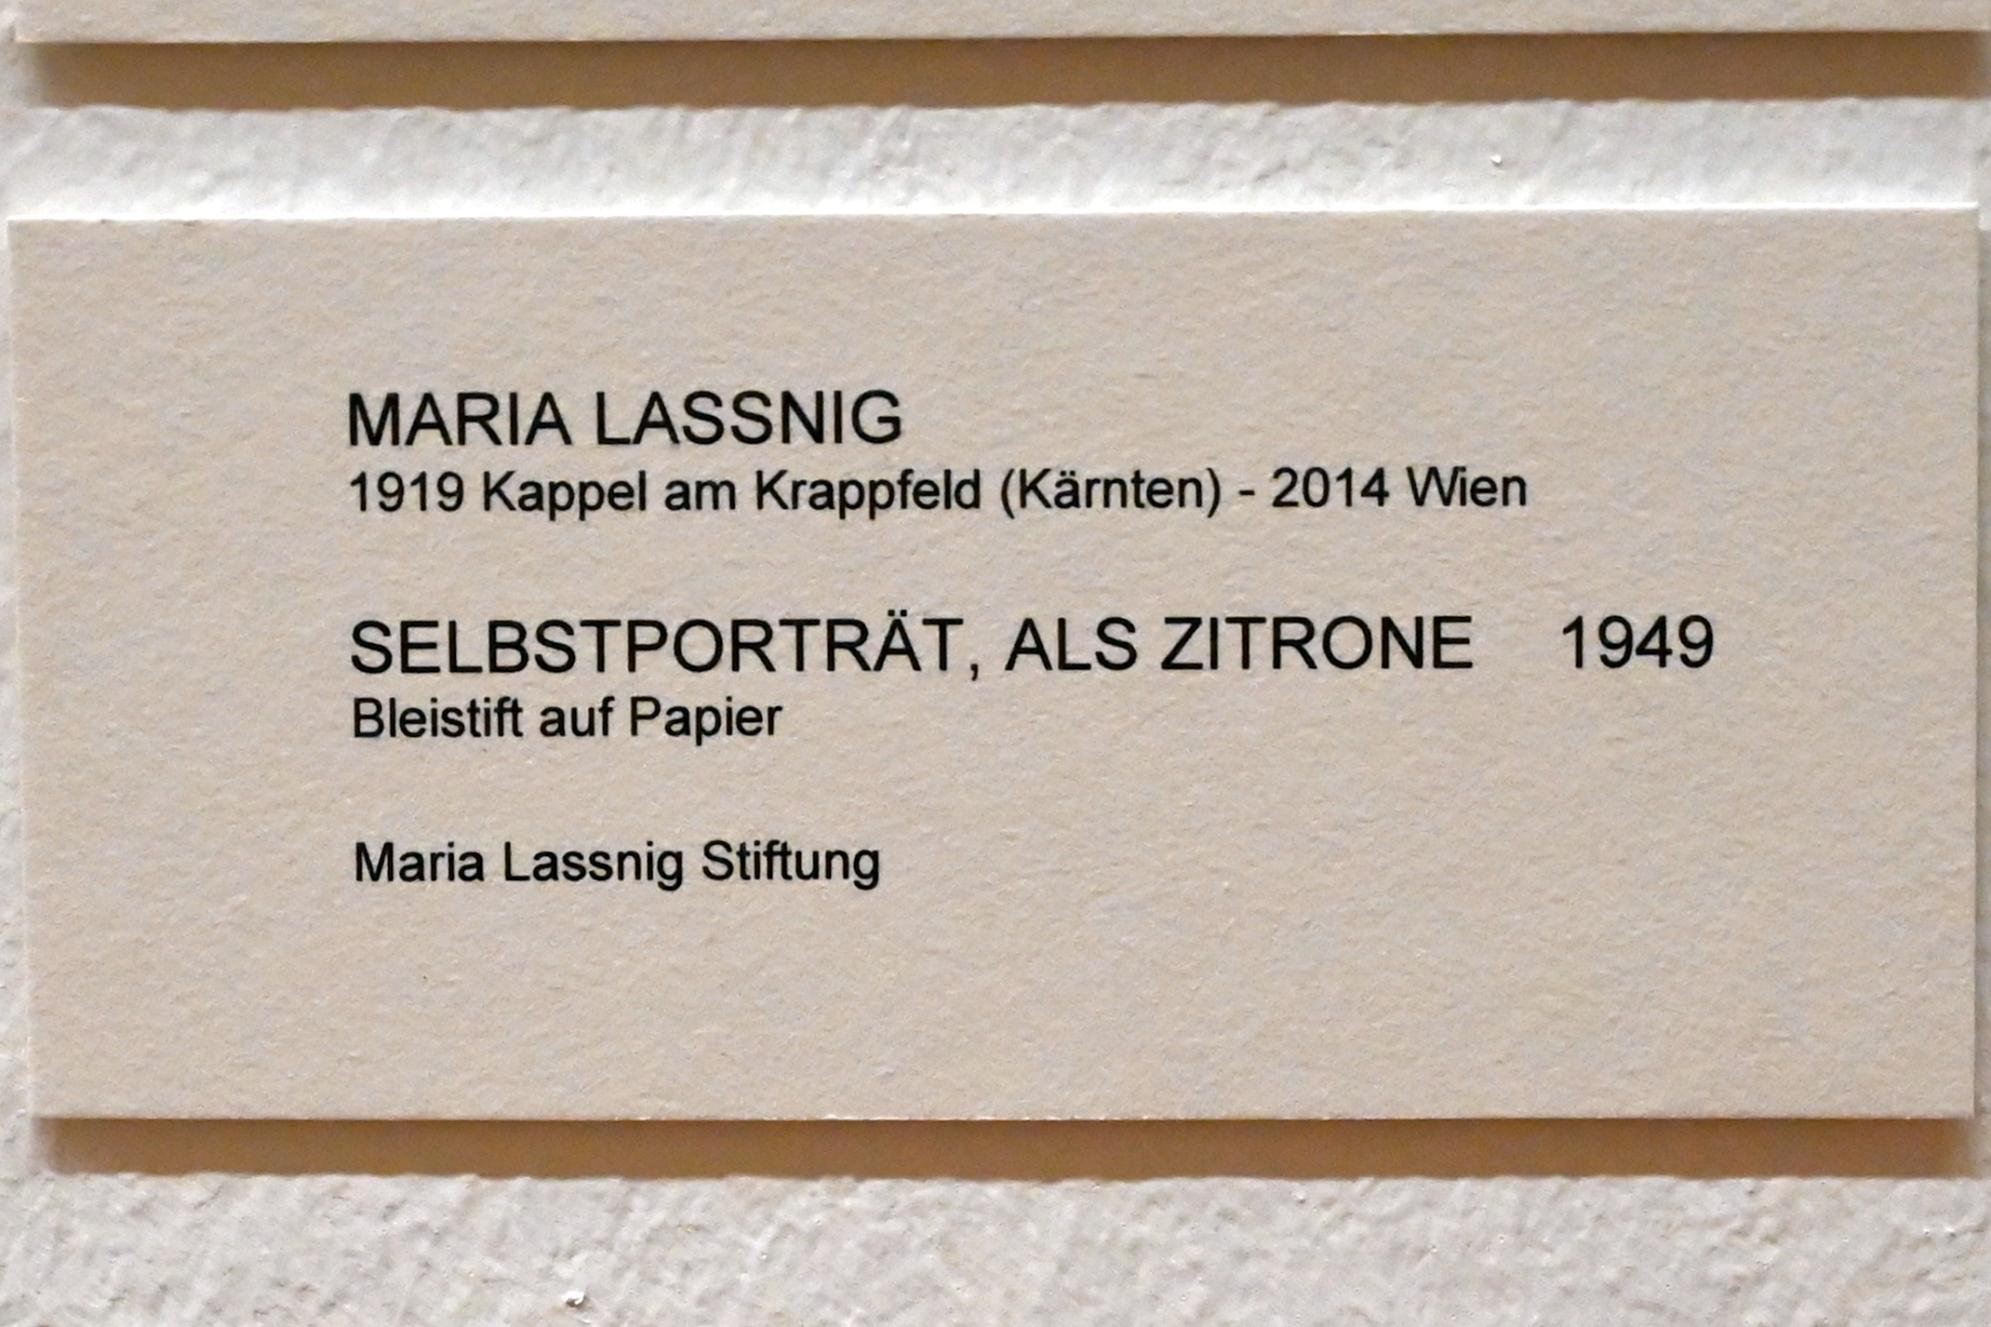 MARIA LASSNIG
1919 Kappel am Krappfeld (Kärnten) - 2014 Wien
SELBSTPORTRÄT, ALS ZITRONE 1949
Bleistift auf Papier
Maria Lassnig Stiftung